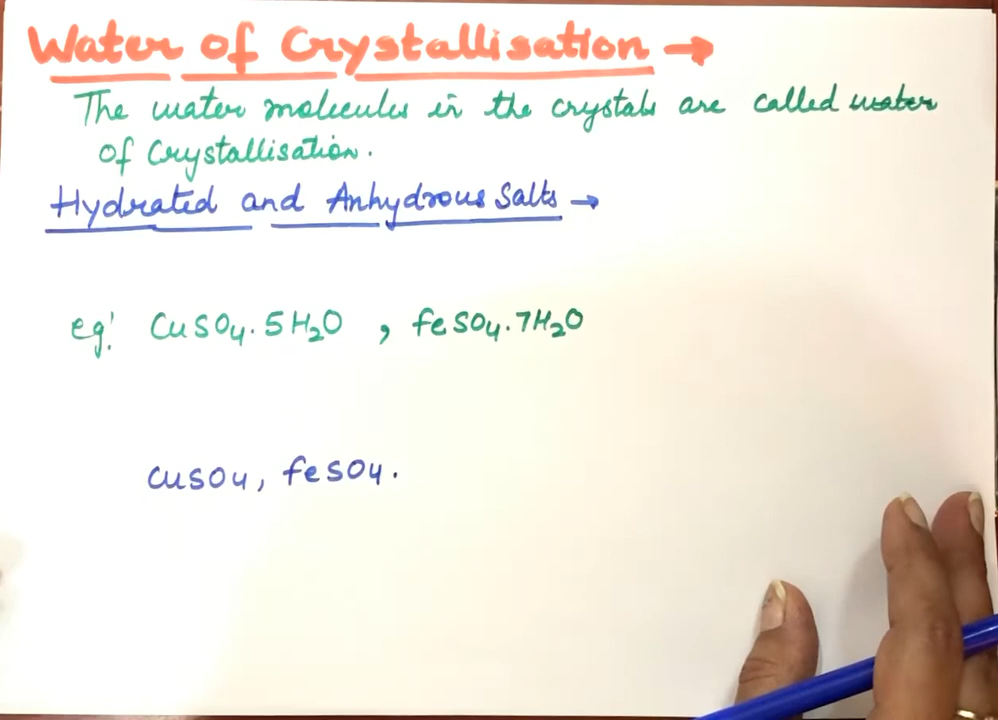 Water of Crystallisation →
The water molecules in the crystals are called water
of Crystallisation.
Hydrated and Anhydrous Salts →
eg: CuSO₄.5H₂O , FeSO₄.7H₂O
CuSO₄, FeSO₄.